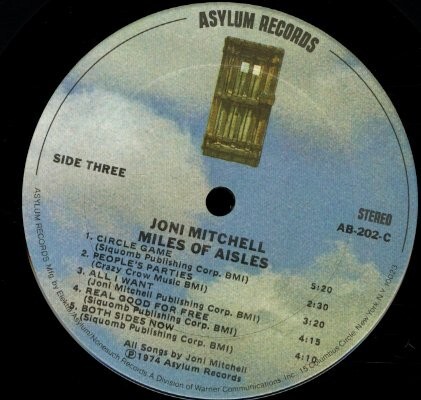 ASYLUM RECORDS
SIDE THREE
STEREO
AB-202-C
JONI MITCHELL
MILES OF AISLES
1. CIRCLE GAME 5:20
(Siquomb Publishing Corp. BMI)
2. PEOPLE'S PARTIES 2:30
(Crazy Crow Music BMI)
3. ALL I WANT 3:20
(Joni Mitchell Publishing Corp. BMI)
4. REAL GOOD FOR FREE 4:15
(Siquomb Publishing Corp. BMI)
5. BOTH SIDES NOW 4:10
(Siquomb Publishing Corp. BMI)
All Songs by Joni Mitchell
℗1974 Asylum Records
ASYLUM RECORDS Mfg by Elektra/Asylum/Nonesuch Records A Division of Warner Communications, Inc. 15 Columbus Circle, New York N.Y. 10023